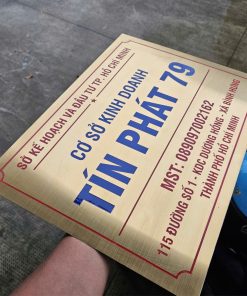 SỞ KẾ HOẠCH VÀ ĐẦU TƯ TP. HỒ CHÍ MINH
CƠ SỞ KINH DOANH
TÍN PHÁT 79
MST: 089097002162
115 ĐƯỜNG SỐ 1 - KDC DƯƠNG HỒNG - XÃ BÌNH HƯNG
THÀNH PHỐ HỒ CHÍ MINH